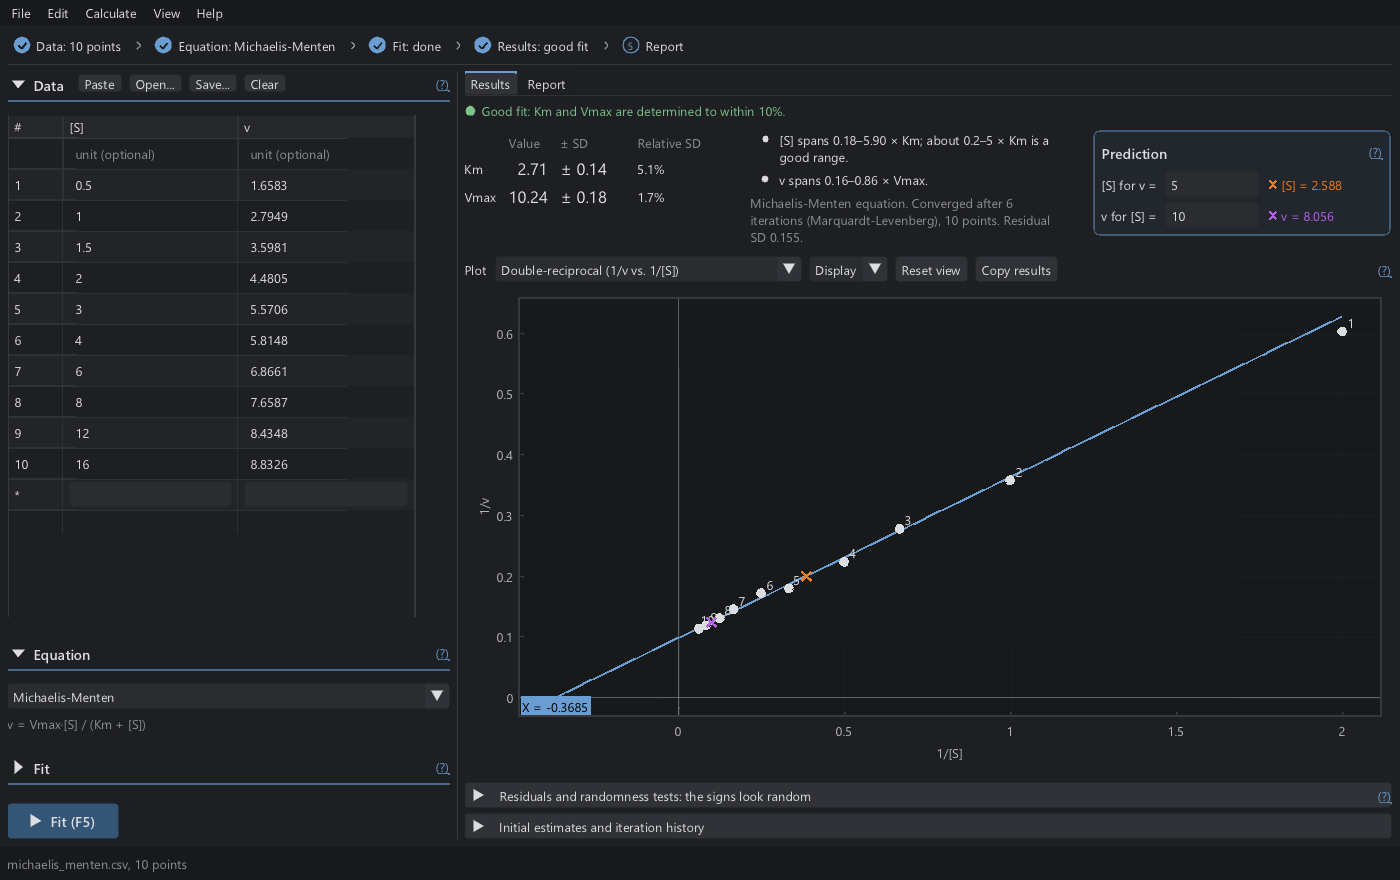 File Edit Calculate View Help
Data: 10 points > Equation: Michaelis-Menten > Fit: done > Results: good fit > 5 Report
Data Paste Open... Save... Clear (?)
# [S] v
unit (optional) unit (optional)
1 0.5 1.6583
2 1 2.7949
3 1.5 3.5981
4 2 4.4805
5 3 5.5706
6 4 5.8148
7 6 6.8661
8 8 7.6587
9 12 8.4348
10 16 8.8326
*
Equation (?)
Michaelis-Menten
v = Vmax·[S] / (Km + [S])
Fit (?)
Fit (F5)
Results Report
Good fit: Km and Vmax are determined to within 10%.
Value ± SD Relative SD
Km 2.71 ± 0.14 5.1%
Vmax 10.24 ± 0.18 1.7%
[S] spans 0.18–5.90 × Km; about 0.2–5 × Km is a
good range.
v spans 0.16–0.86 × Vmax.
Michaelis-Menten equation. Converged after 6
iterations (Marquardt-Levenberg), 10 points. Residual
SD 0.155.
Prediction (?)
[S] for v = 5 [S] = 2.588
v for [S] = 10 v = 8.056
Plot Double-reciprocal (1/v vs. 1/[S]) Display Reset view Copy results (?)
0.6
0.5
0.4
0.3
0.2
0.1
0
1/v
1
2
3
4
5
6
7
8
X = -0.3685
0 0.5 1 1.5 2
1/[S]
Residuals and randomness tests: the signs look random (?)
Initial estimates and iteration history
michaelis_menten.csv, 10 points